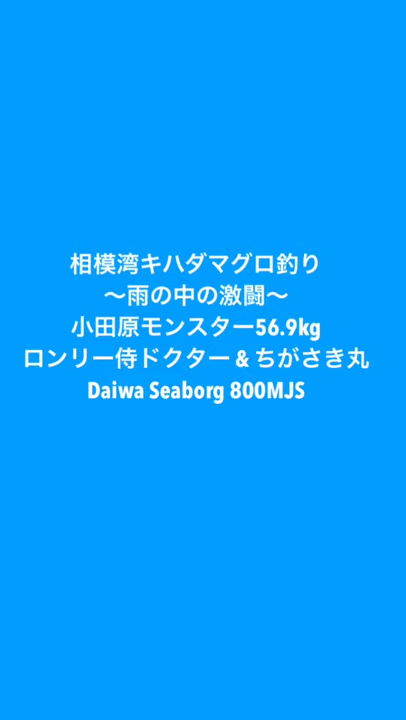 相模湾キハダマグロ釣り
〜雨の中の激闘〜
小田原モンスター56.9kg
ロンリー侍ドクター & ちがさき丸
Daiwa Seaborg 800MJS